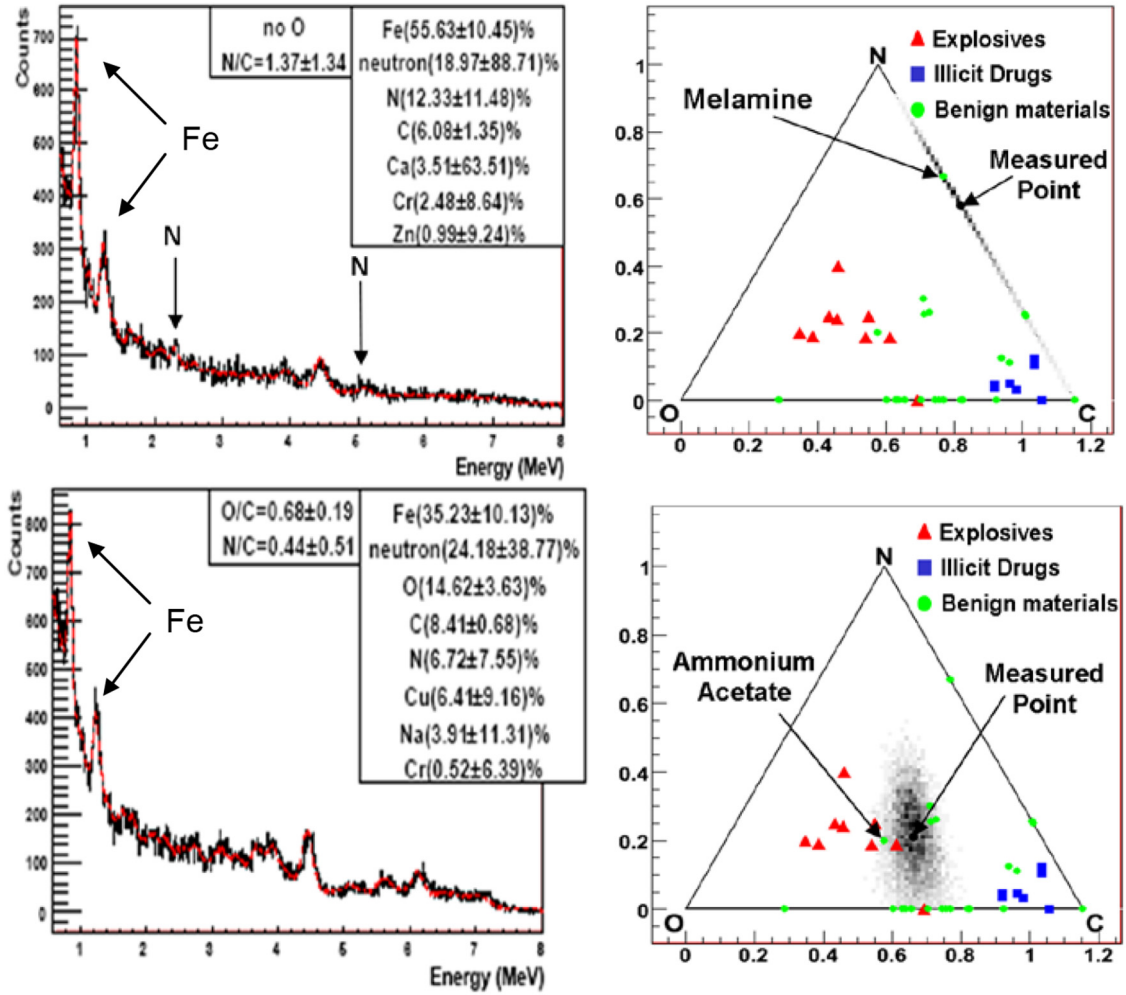 Counts
700
600
500
400
300
200
100
0
1
2
3
4
5
6
7
8
Energy (MeV)
Fe
N
N
no O
N/C=1.37±1.34
Fe(55.63±10.45)%
neutron(18.97±88.71)%
N(12.33±11.48)%
C(6.08±1.35)%
Ca(3.51±63.51)%
Cr(2.48±8.64)%
Zn(0.99±9.24)%
N
O
C
Explosives
Illicit Drugs
Benign materials
Melamine
Measured
Point
1
0.8
0.6
0.4
0.2
0
0
0.2
0.4
0.6
0.8
1
1.2
Counts
800
700
600
500
400
300
200
100
0
1
2
3
4
5
6
7
8
Energy (MeV)
Fe
O/C=0.68±0.19
N/C=0.44±0.51
Fe(35.23±10.13)%
neutron(24.18±38.77)%
O(14.62±3.63)%
C(8.41±0.68)%
N(6.72±7.55)%
Cu(6.41±9.16)%
Na(3.91±11.31)%
Cr(0.52±6.39)%
N
O
C
Explosives
Illicit Drugs
Benign materials
Ammonium
Acetate
Measured
Point
1
0.8
0.6
0.4
0.2
0
0
0.2
0.4
0.6
0.8
1
1.2